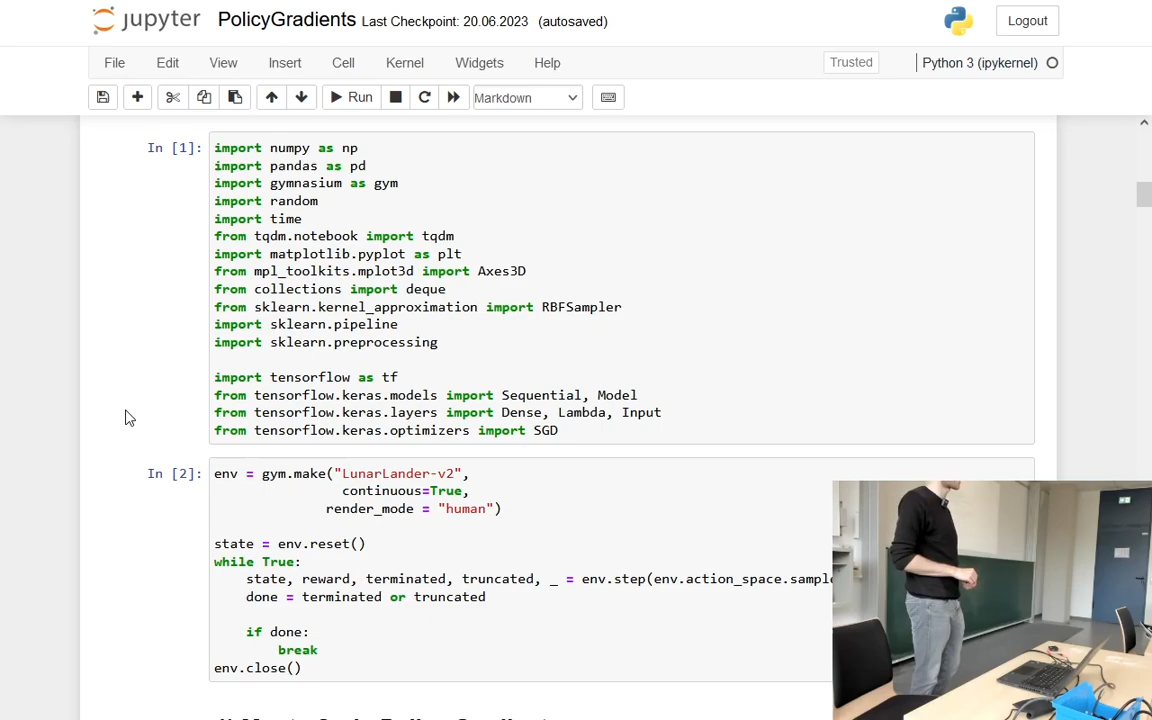 jupyter PolicyGradients Last Checkpoint: 20.06.2023 (autosaved) Logout
File Edit View Insert Cell Kernel Widgets Help Trusted Python 3 (ipykernel)
Run Markdown
In [1]: import numpy as np
import pandas as pd
import gymnasium as gym
import random
import time
from tqdm.notebook import tqdm
import matplotlib.pyplot as plt
from mpl_toolkits.mplot3d import Axes3D
from collections import deque
from sklearn.kernel_approximation import RBFSampler
import sklearn.pipeline
import sklearn.preprocessing
import tensorflow as tf
from tensorflow.keras.models import Sequential, Model
from tensorflow.keras.layers import Dense, Lambda, Input
from tensorflow.keras.optimizers import SGD
In [2]: env = gym.make("LunarLander-v2",
continuous=True,
render_mode = "human")
state = env.reset()
while True:
state, reward, terminated, truncated, _ = env.step(env.action_space.sample
done = terminated or truncated
if done:
break
env.close()